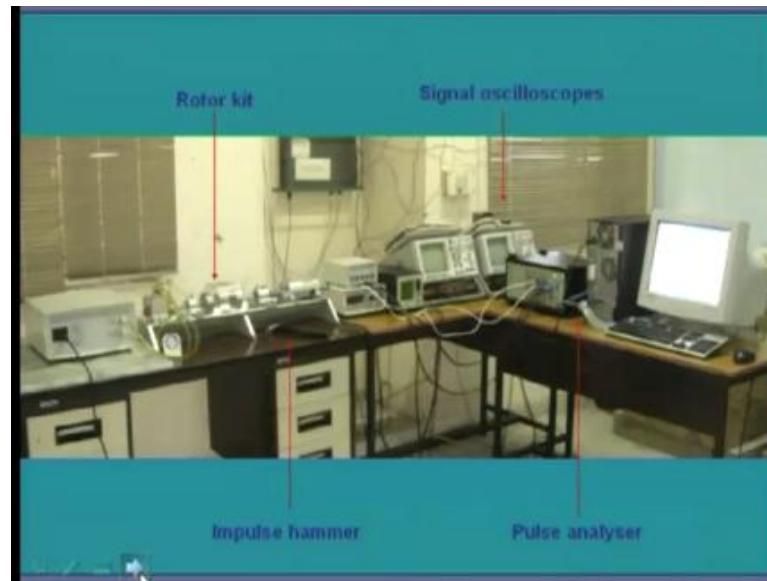 Rotor kit
Signal oscilloscopes
Impulse hammer
Pulse analyser